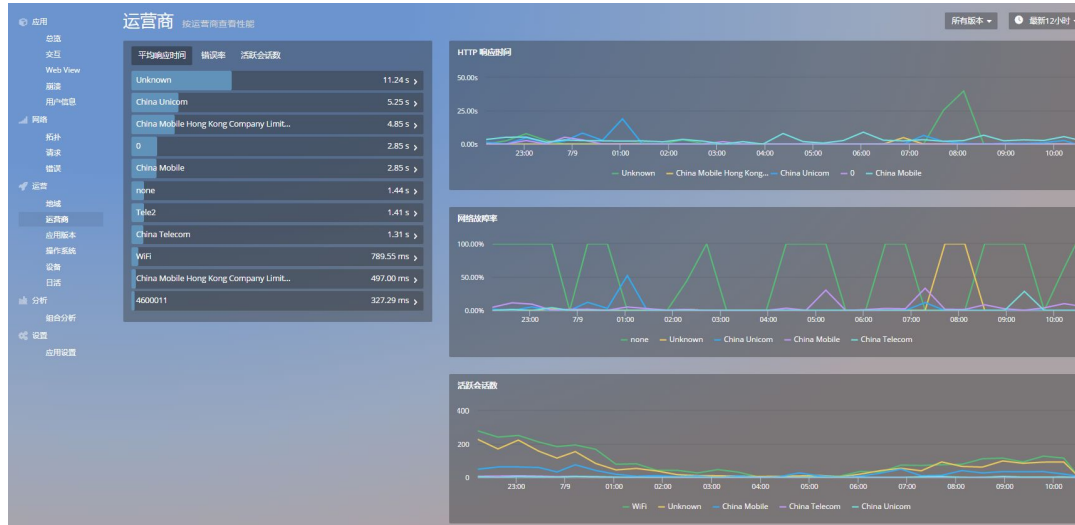 应用
总览
交互
Web View
崩溃
用户信息
网络
拓扑
请求
错误
运营
地域
运营商
应用版本
操作系统
设备
日活
分析
组合分析
设置
应用设置
运营商 按运营商查看性能
所有版本
最新12小时
平均响应时间 错误率 活跃会话数
Unknown 11.24 s
China Unicom 5.25 s
China Mobile Hong Kong Company Limit... 4.85 s
0 2.85 s
China Mobile 2.85 s
none 1.44 s
Tele2 1.41 s
China Telecom 1.31 s
WiFi 789.55 ms
China Mobile Hong Kong Company Limit... 497.00 ms
4600011 327.29 ms
HTTP 响应时间
50.00s
25.00s
0.00s
23:00 7/9 01:00 02:00 03:00 04:00 05:00 06:00 07:00 08:00 09:00 10:00
Unknown China Mobile Hong Kong... China Unicom 0 China Mobile
网络故障率
100.00%
50.00%
0.00%
23:00 7/9 01:00 02:00 03:00 04:00 05:00 06:00 07:00 08:00 09:00 10:00
none Unknown China Unicom China Mobile China Telecom
活跃会话数
400
200
0
23:00 7/9 01:00 02:00 03:00 04:00 05:00 06:00 07:00 08:00 09:00 10:00
WiFi Unknown China Mobile China Telecom China Unicom